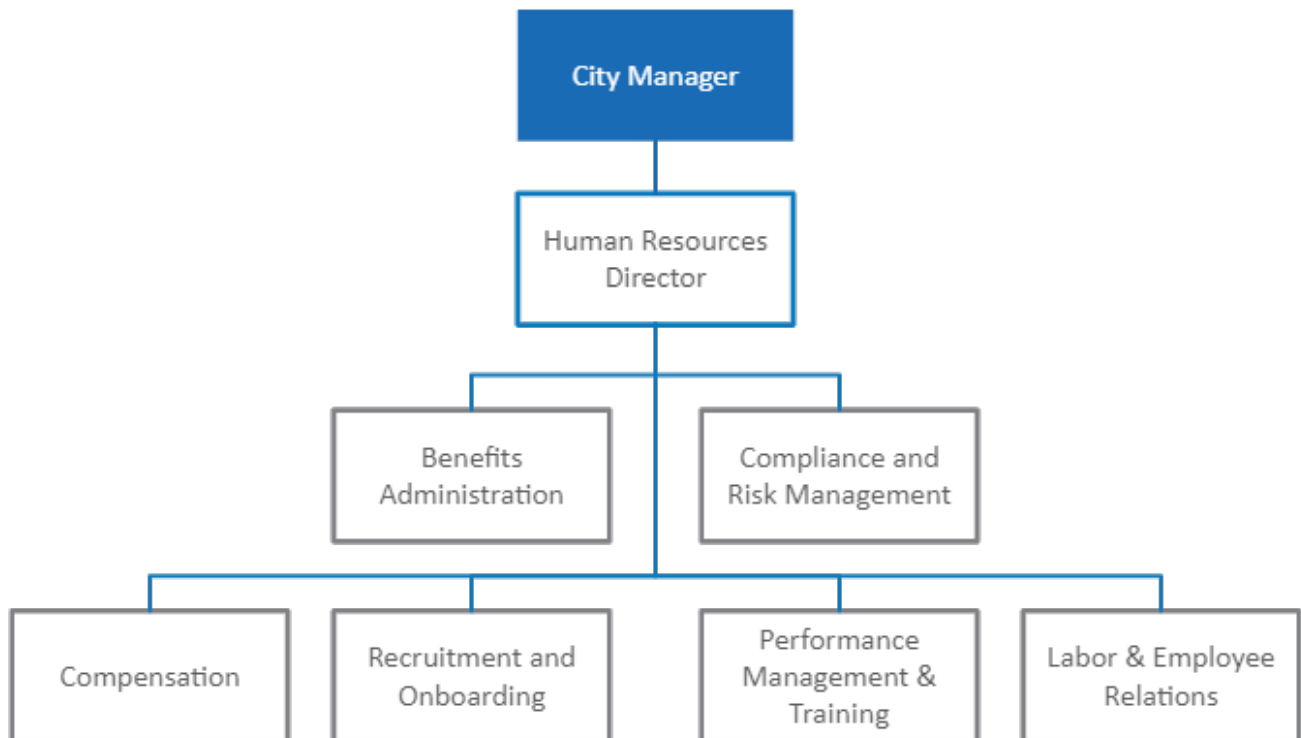 City Manager
Human Resources
Director
Benefits
Administration
Compliance and
Risk Management
Compensation
Recruitment and
Onboarding
Performance
Management &
Training
Labor & Employee
Relations